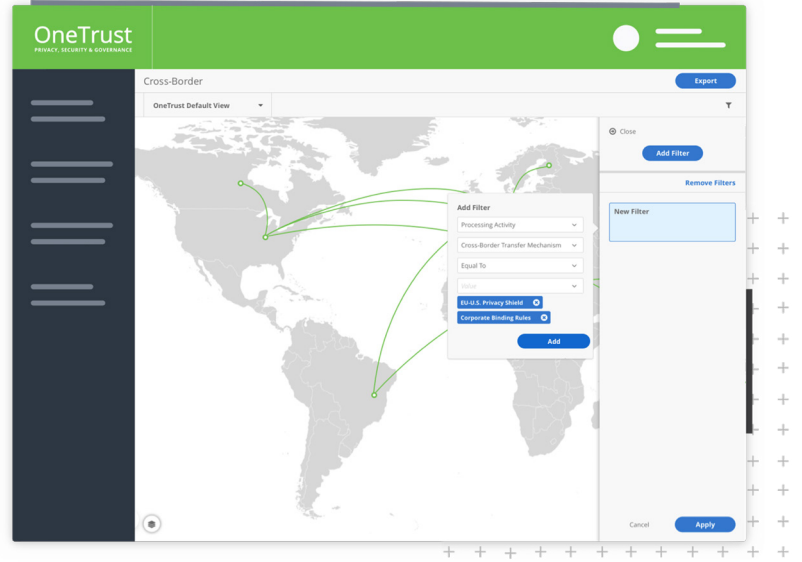 OneTrust
PRIVACY, SECURITY & GOVERNANCE
Cross-Border
Export
OneTrust Default View
Close
Add Filter
Remove Filters
New Filter
Add Filter
Processing Activity
Cross-Border Transfer Mechanism
Equal To
Value
EU-U.S. Privacy Shield
Corporate Binding Rules
Add
Cancel
Apply